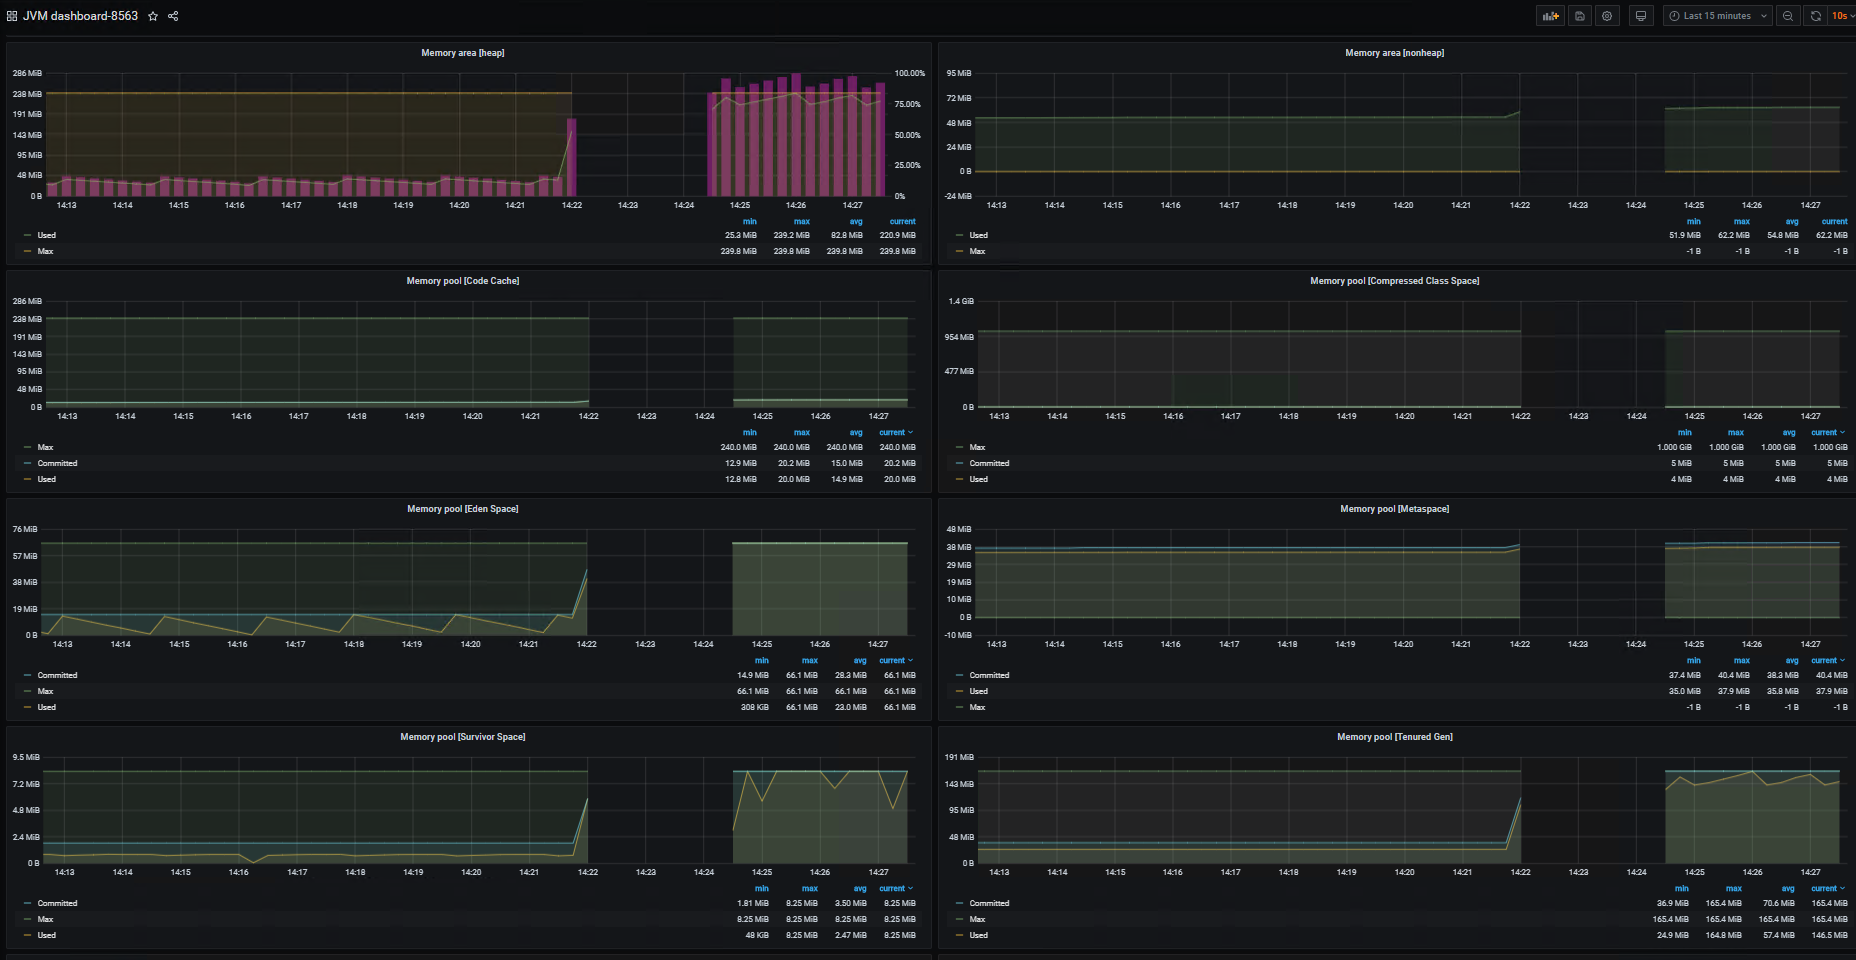 JVM dashboard-8563
Last 15 minutes
10s
Memory area [heap]
286 MiB
238 MiB
191 MiB
143 MiB
95 MiB
48 MiB
0 B
100.00%
75.00%
50.00%
25.00%
0%
14:13 14:14 14:15 14:16 14:17 14:18 14:19 14:20 14:21 14:22 14:23 14:24 14:25 14:26 14:27
min max avg current
Used 25.3 MiB 239.2 MiB 82.8 MiB 220.9 MiB
Max 239.8 MiB 239.8 MiB 239.8 MiB 239.8 MiB
Memory area [nonheap]
95 MiB
72 MiB
48 MiB
24 MiB
0 B
-24 MiB
14:13 14:14 14:15 14:16 14:17 14:18 14:19 14:20 14:21 14:22 14:23 14:24 14:25 14:26 14:27
min max avg current
Used 51.9 MiB 62.2 MiB 54.8 MiB 62.2 MiB
Max -1 B -1 B -1 B -1 B
Memory pool [Code Cache]
286 MiB
238 MiB
191 MiB
143 MiB
95 MiB
48 MiB
0 B
14:13 14:14 14:15 14:16 14:17 14:18 14:19 14:20 14:21 14:22 14:23 14:24 14:25 14:26 14:27
min max avg current
Max 240.0 MiB 240.0 MiB 240.0 MiB 240.0 MiB
Committed 12.9 MiB 20.2 MiB 15.0 MiB 20.2 MiB
Used 12.8 MiB 20.0 MiB 14.9 MiB 20.0 MiB
Memory pool [Compressed Class Space]
1.4 GiB
954 MiB
477 MiB
0 B
14:13 14:14 14:15 14:16 14:17 14:18 14:19 14:20 14:21 14:22 14:23 14:24 14:25 14:26 14:27
min max avg current
Max 1.000 GiB 1.000 GiB 1.000 GiB 1.000 GiB
Committed 5 MiB 5 MiB 5 MiB 5 MiB
Used 4 MiB 4 MiB 4 MiB 4 MiB
Memory pool [Eden Space]
76 MiB
57 MiB
38 MiB
19 MiB
0 B
14:13 14:14 14:15 14:16 14:17 14:18 14:19 14:20 14:21 14:22 14:23 14:24 14:25 14:26 14:27
min max avg current
Committed 14.9 MiB 66.1 MiB 28.3 MiB 66.1 MiB
Max 66.1 MiB 66.1 MiB 66.1 MiB 66.1 MiB
Used 308 KiB 66.1 MiB 23.0 MiB 66.1 MiB
Memory pool [Metaspace]
48 MiB
38 MiB
29 MiB
19 MiB
10 MiB
0 B
-10 MiB
14:13 14:14 14:15 14:16 14:17 14:18 14:19 14:20 14:21 14:22 14:23 14:24 14:25 14:26 14:27
min max avg current
Committed 37.4 MiB 40.4 MiB 38.3 MiB 40.4 MiB
Used 35.0 MiB 37.9 MiB 35.8 MiB 37.9 MiB
Max -1 B -1 B -1 B -1 B
Memory pool [Survivor Space]
9.5 MiB
7.2 MiB
4.8 MiB
2.4 MiB
0 B
14:13 14:14 14:15 14:16 14:17 14:18 14:19 14:20 14:21 14:22 14:23 14:24 14:25 14:26 14:27
min max avg current
Committed 1.81 MiB 8.25 MiB 3.50 MiB 8.25 MiB
Max 8.25 MiB 8.25 MiB 8.25 MiB 8.25 MiB
Used 48 KiB 8.25 MiB 2.47 MiB 8.25 MiB
Memory pool [Tenured Gen]
191 MiB
143 MiB
95 MiB
48 MiB
0 B
14:13 14:14 14:15 14:16 14:17 14:18 14:19 14:20 14:21 14:22 14:23 14:24 14:25 14:26 14:27
min max avg current
Committed 36.9 MiB 165.4 MiB 70.6 MiB 165.4 MiB
Max 165.4 MiB 165.4 MiB 165.4 MiB 165.4 MiB
Used 24.9 MiB 164.8 MiB 57.4 MiB 146.5 MiB